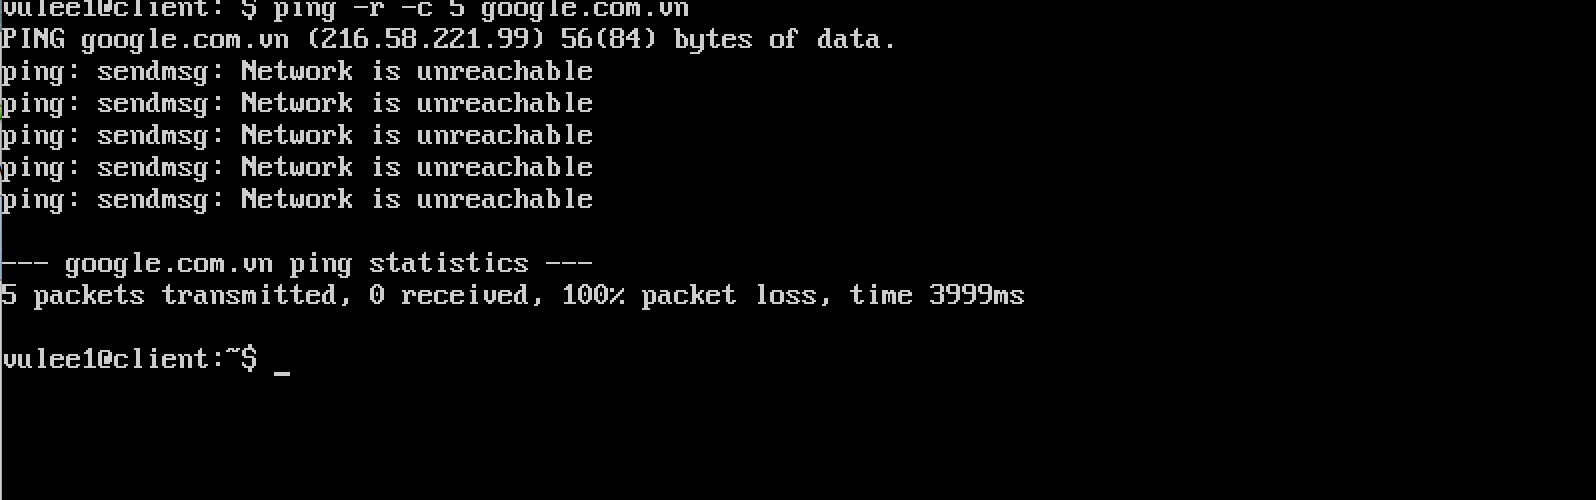 vulee1@client: $ ping -r -c 5 google.com.vn
PING google.com.vn (216.58.221.99) 56(84) bytes of data.
ping: sendmsg: Network is unreachable
ping: sendmsg: Network is unreachable
ping: sendmsg: Network is unreachable
ping: sendmsg: Network is unreachable
ping: sendmsg: Network is unreachable
--- google.com.vn ping statistics ---
5 packets transmitted, 0 received, 100% packet loss, time 3999ms
vulee1@client:~$ _